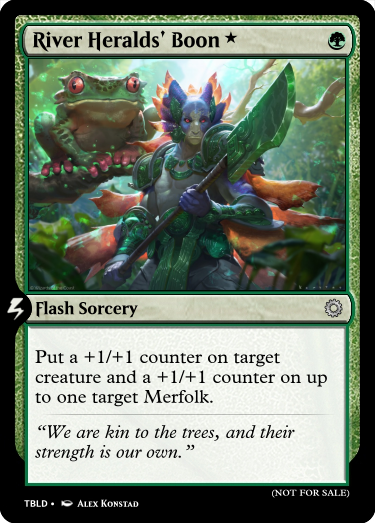 River Heralds' Boon ★
Flash Sorcery
Put a +1/+1 counter on target
creature and a +1/+1 counter on up
to one target Merfolk.
“We are kin to the trees, and their
strength is our own.”
(NOT FOR SALE)
TBLD • Alex Konstad